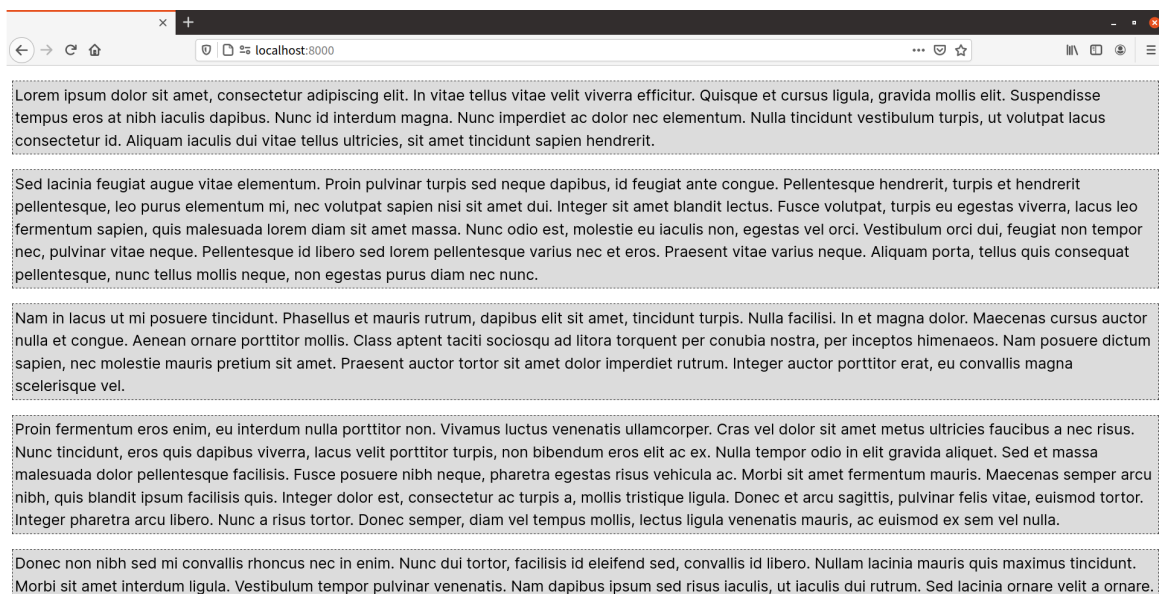 localhost:8000
Lorem ipsum dolor sit amet, consectetur adipiscing elit. In vitae tellus vitae velit viverra efficitur. Quisque et cursus ligula, gravida mollis elit. Suspendisse
tempus eros at nibh iaculis dapibus. Nunc id interdum magna. Nunc imperdiet ac dolor nec elementum. Nulla tincidunt vestibulum turpis, ut volutpat lacus
consectetur id. Aliquam iaculis dui vitae tellus ultricies, sit amet tincidunt sapien hendrerit.
Sed lacinia feugiat augue vitae elementum. Proin pulvinar turpis sed neque dapibus, id feugiat ante congue. Pellentesque hendrerit, turpis et hendrerit
pellentesque, leo purus elementum mi, nec volutpat sapien nisi sit amet dui. Integer sit amet blandit lectus. Fusce volutpat, turpis eu egestas viverra, lacus leo
fermentum sapien, quis malesuada lorem diam sit amet massa. Nunc odio est, molestie eu iaculis non, egestas vel orci. Vestibulum orci dui, feugiat non tempor
nec, pulvinar vitae neque. Pellentesque id libero sed lorem pellentesque varius nec et eros. Praesent vitae varius neque. Aliquam porta, tellus quis consequat
pellentesque, nunc tellus mollis neque, non egestas purus diam nec nunc.
Nam in lacus ut mi posuere tincidunt. Phasellus et mauris rutrum, dapibus elit sit amet, tincidunt turpis. Nulla facilisi. In et magna dolor. Maecenas cursus auctor
nulla et congue. Aenean ornare porttitor mollis. Class aptent taciti sociosqu ad litora torquent per conubia nostra, per inceptos himenaeos. Nam posuere dictum
sapien, nec molestie mauris pretium sit amet. Praesent auctor tortor sit amet dolor imperdiet rutrum. Integer auctor porttitor erat, eu convallis magna
scelerisque vel.
Proin fermentum eros enim, eu interdum nulla porttitor non. Vivamus luctus venenatis ullamcorper. Cras vel dolor sit amet metus ultricies faucibus a nec risus.
Nunc tincidunt, eros quis dapibus viverra, lacus velit porttitor turpis, non bibendum eros elit ac ex. Nulla tempor odio in elit gravida aliquet. Sed et massa
malesuada dolor pellentesque facilisis. Fusce posuere nibh neque, pharetra egestas risus vehicula ac. Morbi sit amet fermentum mauris. Maecenas semper arcu
nibh, quis blandit ipsum facilisis quis. Integer dolor est, consectetur ac turpis a, mollis tristique ligula. Donec et arcu sagittis, pulvinar felis vitae, euismod tortor.
Integer pharetra arcu libero. Nunc a risus tortor. Donec semper, diam vel tempus mollis, lectus ligula venenatis mauris, ac euismod ex sem vel nulla.
Donec non nibh sed mi convallis rhoncus nec in enim. Nunc dui tortor, facilisis id eleifend sed, convallis id libero. Nullam lacinia mauris quis maximus tincidunt.
Morbi sit amet interdum ligula. Vestibulum tempor pulvinar venenatis. Nam dapibus ipsum sed risus iaculis, ut iaculis dui rutrum. Sed lacinia ornare velit a ornare.